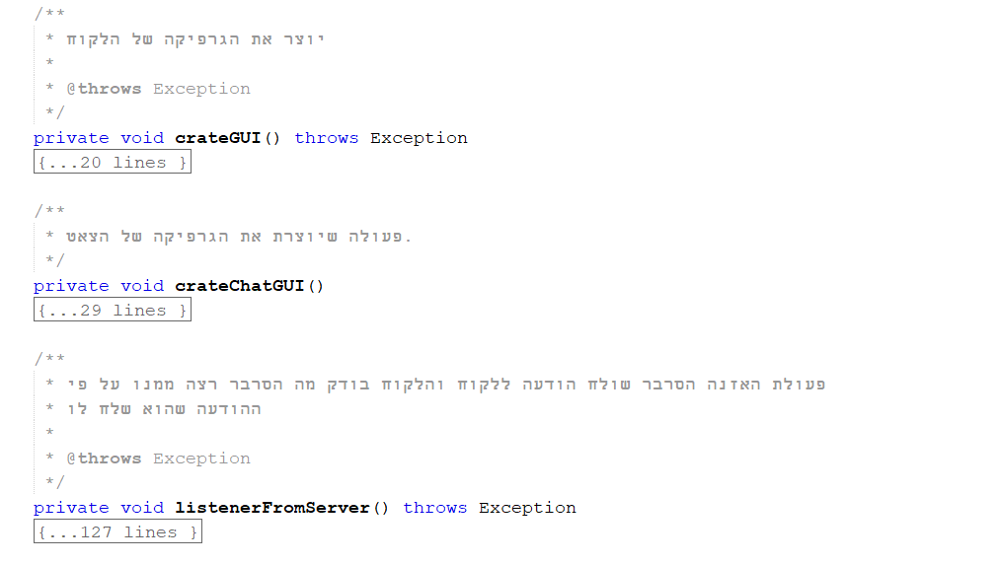 /**
* יוצר את הגרפיקה של הלקוח
*
* @throws Exception
*/
private void crateGUI() throws Exception
{...20 lines }
/**
* פעולה שיוצרת את הגרפיקה של הצאט.
*/
private void crateChatGUI()
{...29 lines }
/**
* פעולת האזנה הסרבר שולח הודעה ללקוח והלקוח בודק מה הסרבר רצה ממנו על פי
* ההודעה שהוא שלח לו
*
* @throws Exception
*/
private void listenerFromServer() throws Exception
{...127 lines }